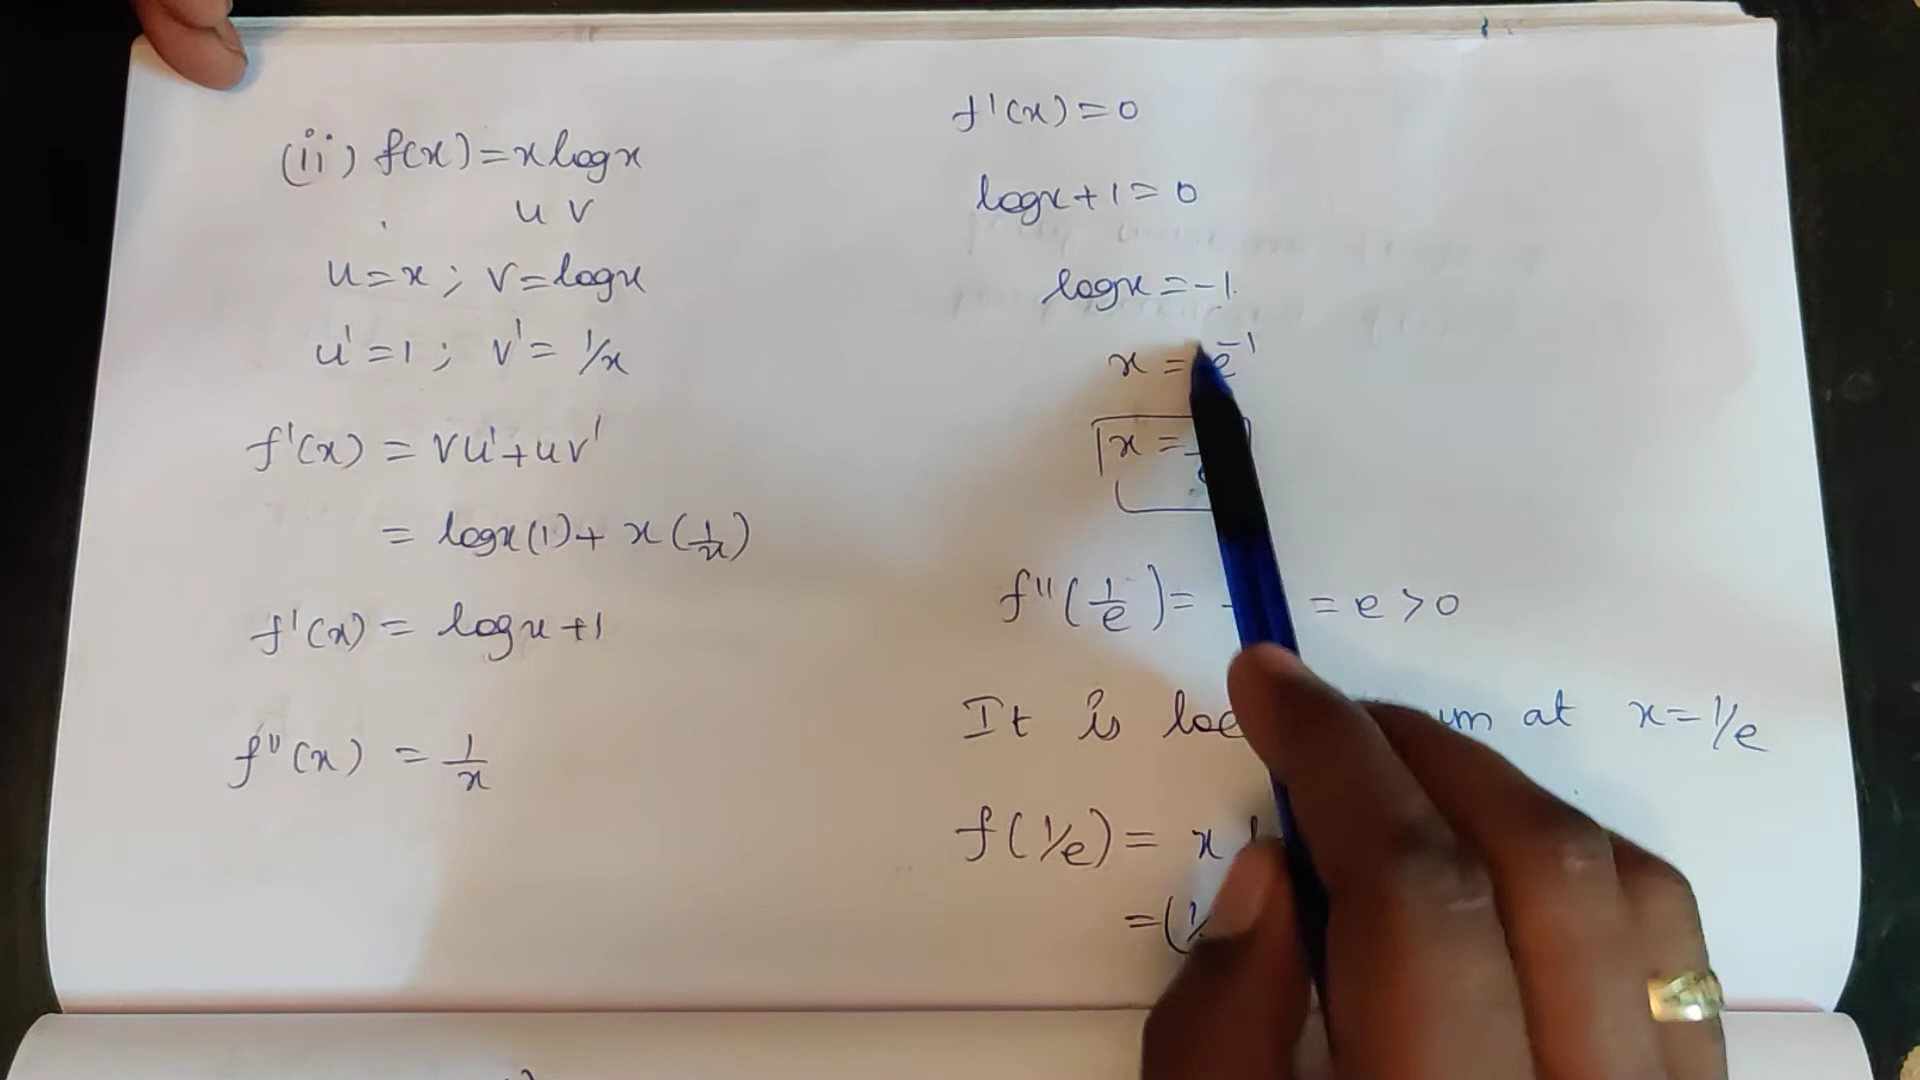 (ii) f(x) = x log x
u v
u = x ; v = log x
u' = 1 ; v' = 1/x
f'(x) = vu' + uv'
= log x (1) + x (1/x)
f'(x) = log x + 1
f''(x) = 1/x
f'(x) = 0
log x + 1 = 0
log x = -1
x = e⁻¹
x =
f''(1/e) = = e > 0
It is at x = 1/e
f(1/e) = x
= (1/